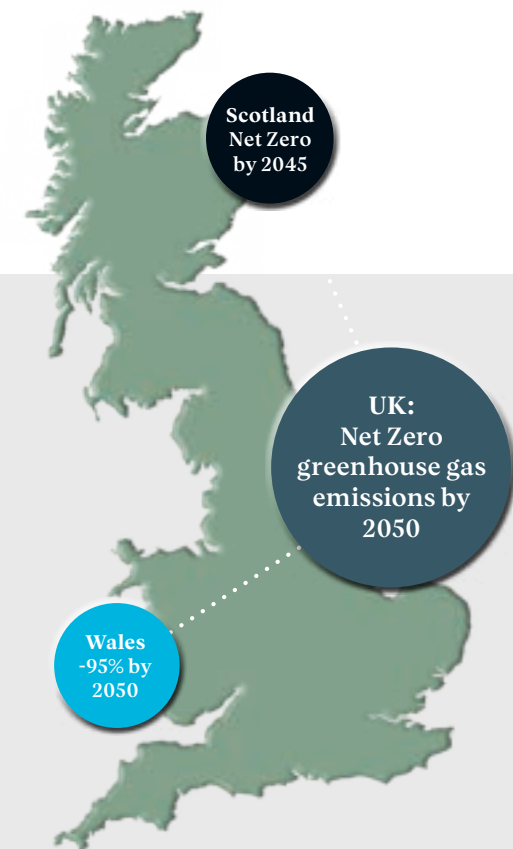 Scotland
Net Zero
by 2045
UK:
Net Zero
greenhouse gas
emissions by
2050
Wales
-95% by
2050